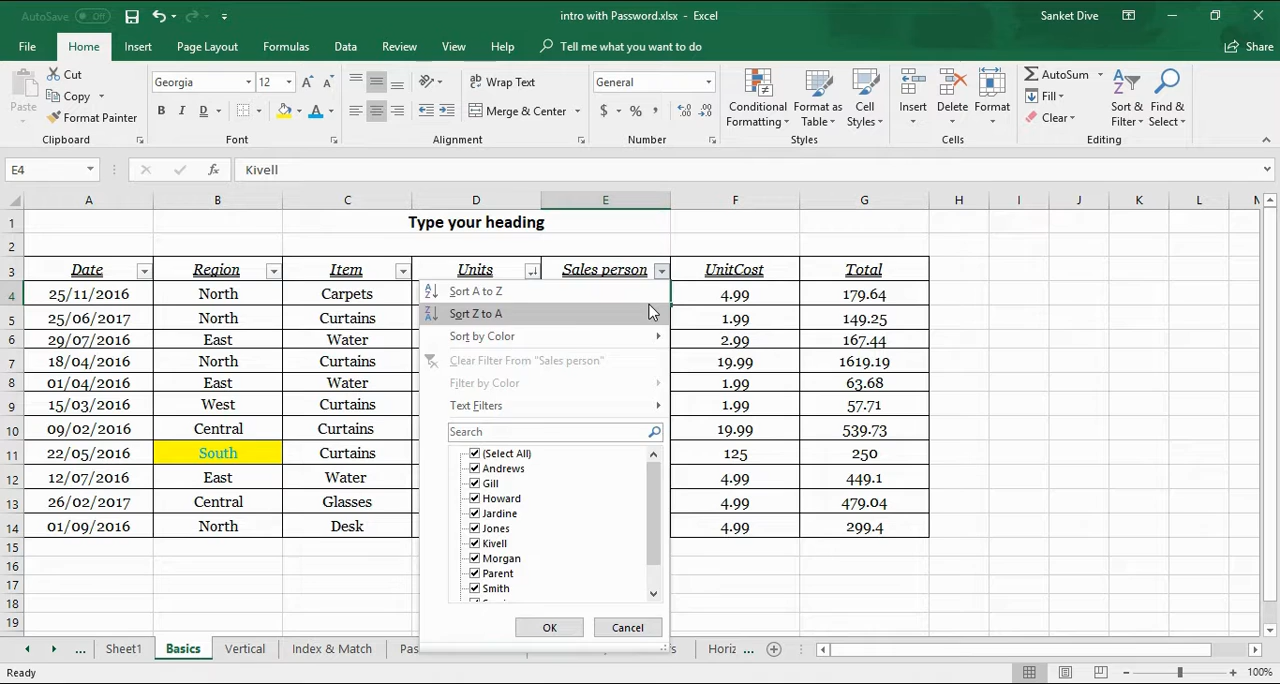 AutoSave Off intro with Password.xlsx - Excel Sanket Dive
File Home Insert Page Layout Formulas Data Review View Help Tell me what you want to do Share
Paste Cut Copy Format Painter Clipboard
Georgia 12 B I D A Font
Wrap Text Merge & Center Alignment
General $ % , Number
Conditional Formatting Format as Table Cell Styles Styles
Insert Delete Format Cells
AutoSum Fill Clear Sort & Filter Find & Select Editing
E4 fx Kivell
A B C D E F G H I J K L M
1 Type your heading
2
3 Date Region Item Units Sales person UnitCost Total
4 25/11/2016 North Carpets 4.99 179.64
5 25/06/2017 North Curtains 1.99 149.25
6 29/07/2016 East Water 2.99 167.44
7 18/04/2016 North Curtains 19.99 1619.19
8 01/04/2016 East Water 1.99 63.68
9 15/03/2016 West Curtains 1.99 57.71
10 09/02/2016 Central Curtains 19.99 539.73
11 22/05/2016 South Curtains 125 250
12 12/07/2016 East Water 4.99 449.1
13 26/02/2017 Central Glasses 4.99 479.04
14 01/09/2016 North Desk 4.99 299.4
15
16
17
18
19
Sort A to Z
Sort Z to A
Sort by Color
Clear Filter From "Sales person"
Filter by Color
Text Filters
Search
(Select All)
Andrews
Gill
Howard
Jardine
Jones
Kivell
Morgan
Parent
Smith
OK Cancel
... Sheet1 Basics Vertical Index & Match Pas s Horiz ...
Ready 100%